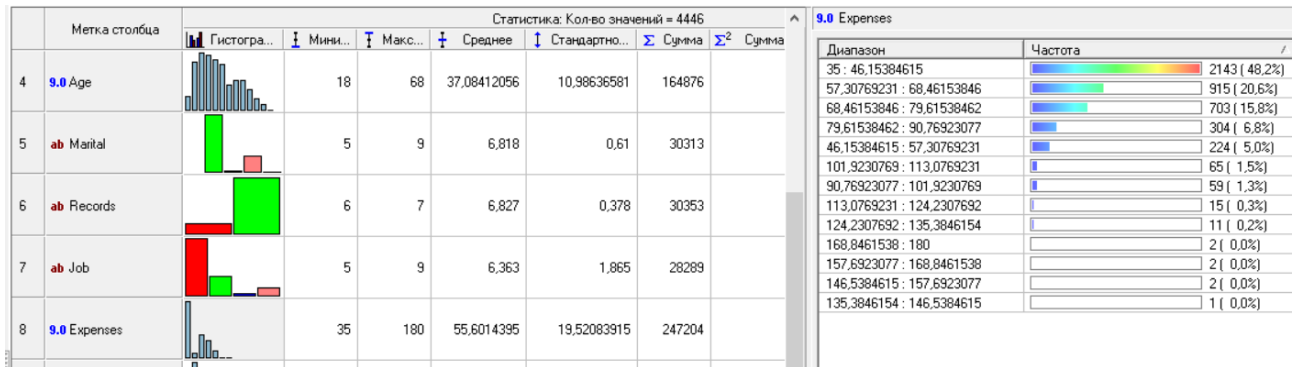 Метка столбца
Статистика: Кол-во значений = 4446
Гистогра... Мини... Макс... Среднее Стандартно... Σ Сумма Σ² Сумма
4 9.0 Age 18 68 37,08412056 10,98636581 164876
5 ab Marital 5 9 6,818 0,61 30313
6 ab Records 6 7 6,827 0,378 30353
7 ab Job 5 9 6,363 1,865 28289
8 9.0 Expenses 35 180 55,6014395 19,52083915 247204
9.0 Expenses
Диапазон Частота /
35 : 46,15384615 2143 ( 48,2%)
57,30769231 : 68,46153846 915 ( 20,6%)
68,46153846 : 79,61538462 703 ( 15,8%)
79,61538462 : 90,76923077 304 ( 6,8%)
46,15384615 : 57,30769231 224 ( 5,0%)
101,9230769 : 113,0769231 65 ( 1,5%)
90,76923077 : 101,9230769 59 ( 1,3%)
113,0769231 : 124,2307692 15 ( 0,3%)
124,2307692 : 135,3846154 11 ( 0,2%)
168,8461538 : 180 2 ( 0,0%)
157,6923077 : 168,8461538 2 ( 0,0%)
146,5384615 : 157,6923077 2 ( 0,0%)
135,3846154 : 146,5384615 1 ( 0,0%)